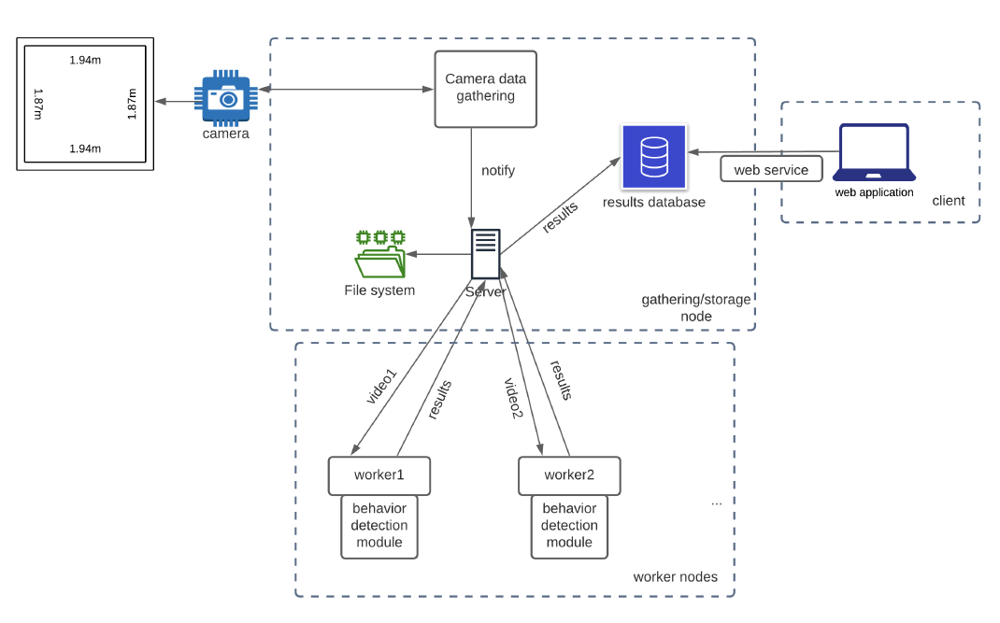 1.94m
1.87m
1.87m
1.94m
camera
Camera data
gathering
notify
results
results database
web service
web application
client
File system
Server
gathering/storage
node
video1
results
video2
results
worker1
behavior
detection
module
worker2
behavior
detection
module
...
worker nodes